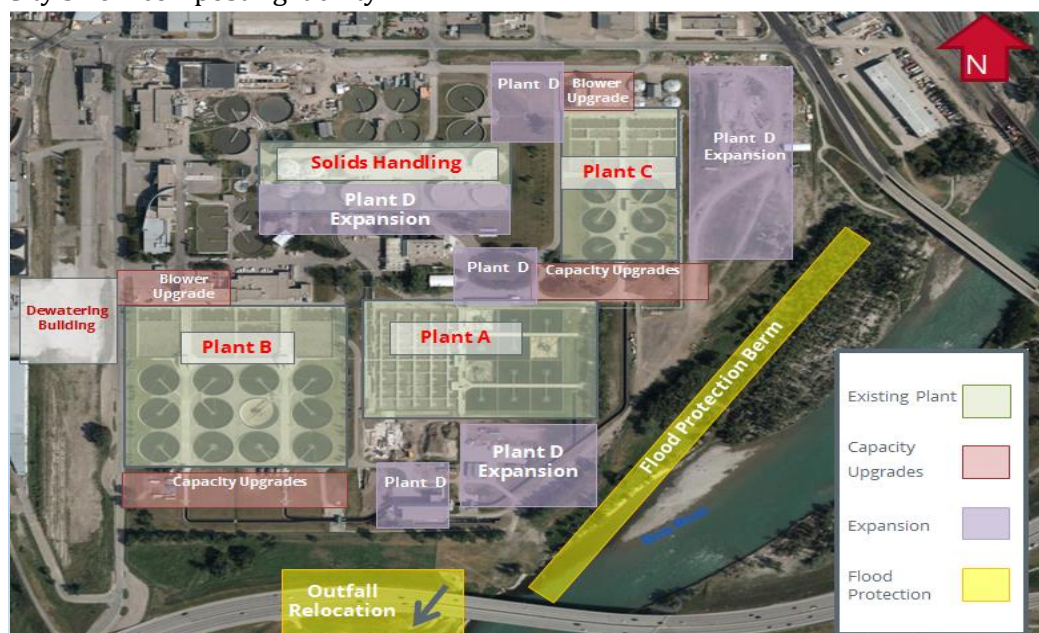 N
Plant D
Blower
Upgrade
Plant D
Expansion
Solids Handling
Plant C
Plant D
Expansion
Plant D
Capacity Upgrades
Blower
Upgrade
Dewatering
Building
Plant B
Plant A
Flood Protection Berm
Plant D
Expansion
Capacity Upgrades
Plant D
Outfall
Relocation
Existing Plant
Capacity
Upgrades
Expansion
Flood
Protection